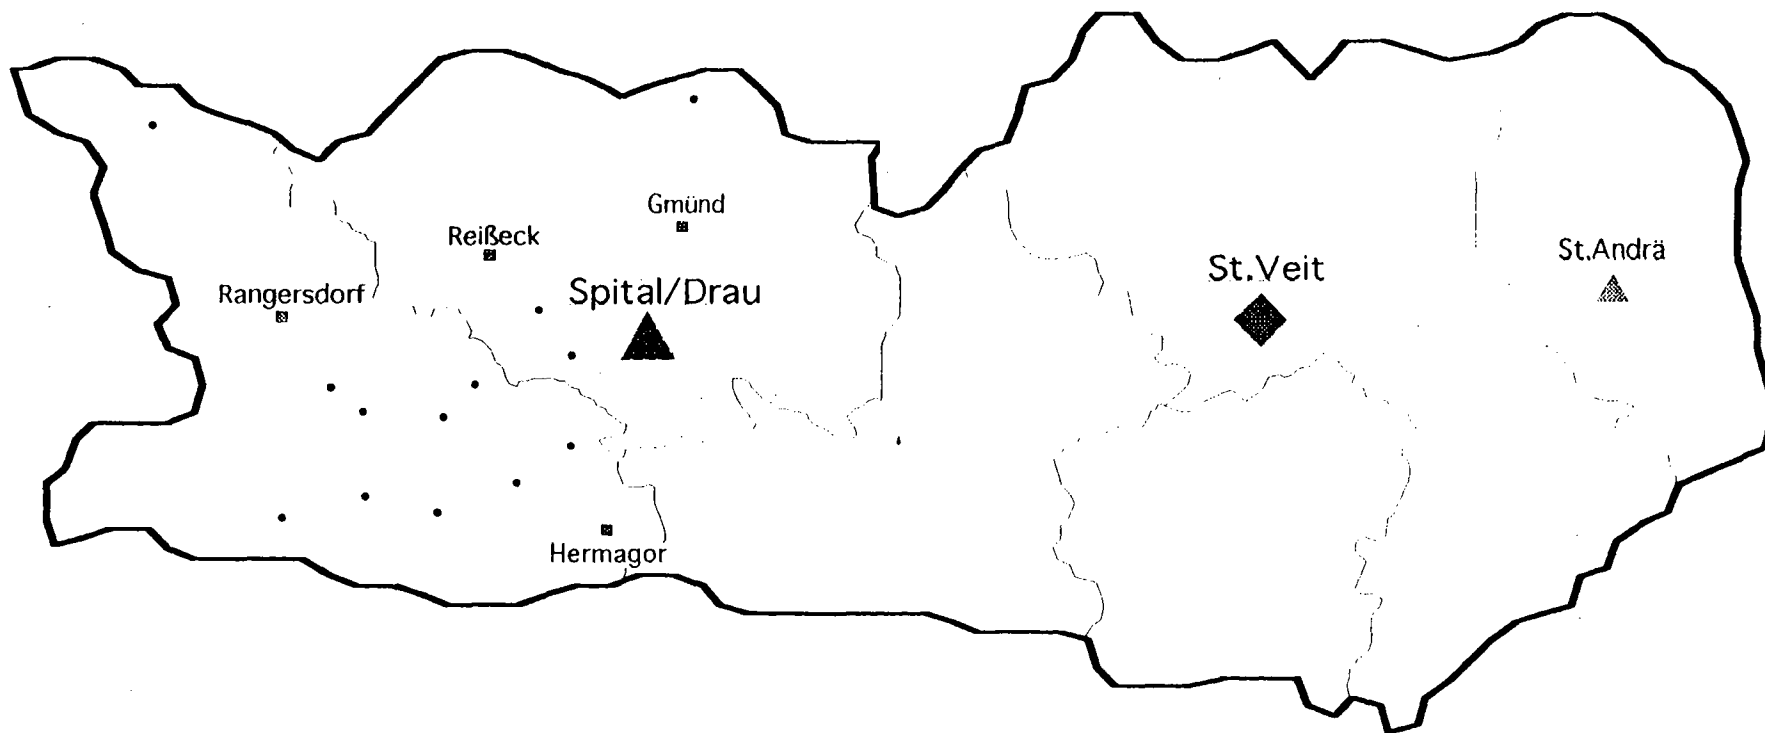 Gmünd
Reißeck
St.Andrä
St.Veit
Rangersdorf
Spital/Drau
Hermagor